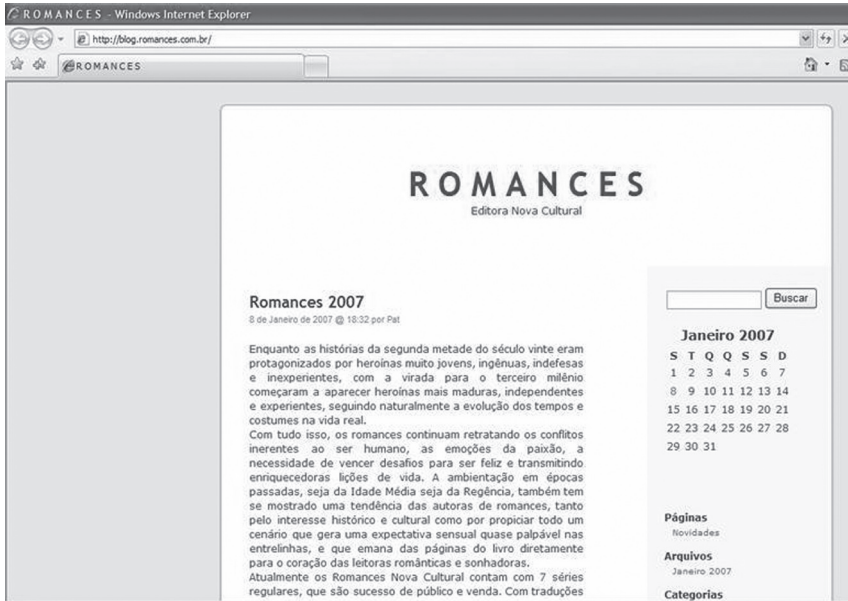 ROMANCES - Windows Internet Explorer
http://blog.romances.com.br/
ROMANCES
ROMANCES
Editora Nova Cultural
Romances 2007
8 de Janeiro de 2007 @ 18:32 por Pat
Enquanto as histórias da segunda metade do século vinte eram
protagonizados por heroínas muito jovens, ingênuas, indefesas
e inexperientes, com a virada para o terceiro milênio
começaram a aparecer heroínas mais maduras, independentes
e experientes, seguindo naturalmente a evolução dos tempos e
costumes na vida real.
Com tudo isso, os romances continuam retratando os conflitos
inerentes ao ser humano, as emoções da paixão, a
necessidade de vencer desafios para ser feliz e transmitindo
enriquecedoras lições de vida. A ambientação em épocas
passadas, seja da Idade Média seja da Regência, também tem
se mostrado uma tendência das autoras de romances, tanto
pelo interesse histórico e cultural como por propiciar todo um
cenário que gera uma expectativa sensual quase palpável nas
entrelinhas, e que emana das páginas do livro diretamente
para o coração das leitoras românticas e sonhadoras.
Atualmente os Romances Nova Cultural contam com 7 séries
regulares, que são sucesso de público e venda. Com traduções
Buscar
Janeiro 2007
S T Q Q S S D
1 2 3 4 5 6 7
8 9 10 11 12 13 14
15 16 17 18 19 20 21
22 23 24 25 26 27 28
29 30 31
Páginas
Novidades
Arquivos
Janeiro 2007
Categorias